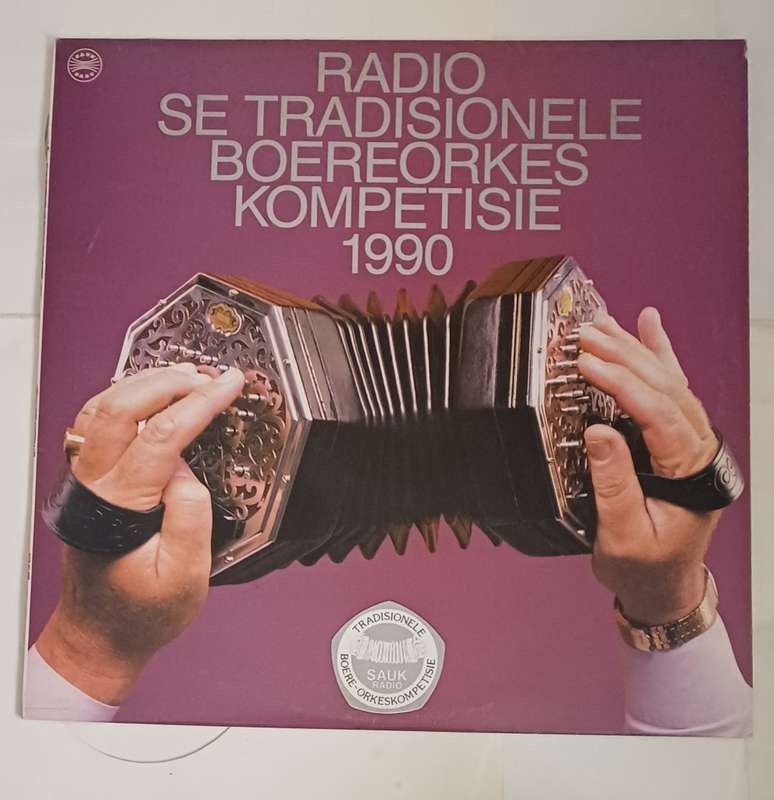 RADIO
SE TRADISIONELE
BOEREORKES
KOMPETISIE
1990
TRADISIONELE
SAUK
RADIO
BOERE-ORKESKOMPETISIE